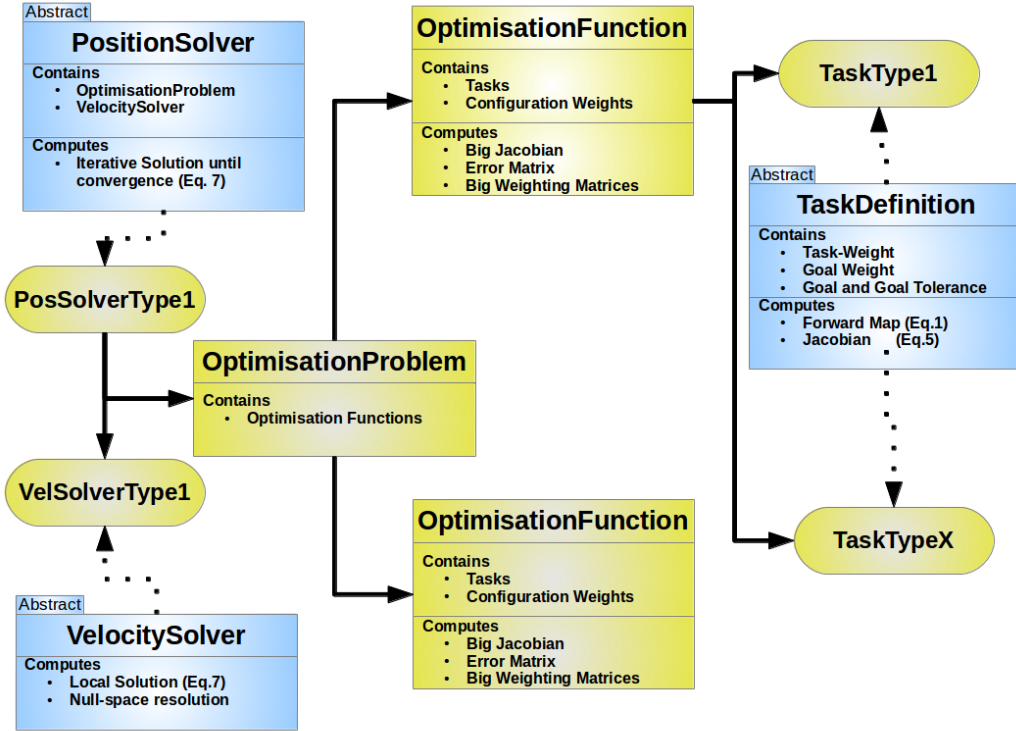 Abstract
PositionSolver
Contains
• OptimisationProblem
• VelocitySolver
Computes
• Iterative Solution until
convergence (Eq. 7)
PosSolverType1
VelSolverType1
Abstract
VelocitySolver
Computes
• Local Solution (Eq.7)
• Null-space resolution
OptimisationProblem
Contains
• Optimisation Functions
OptimisationFunction
Contains
• Tasks
• Configuration Weights
Computes
• Big Jacobian
• Error Matrix
• Big Weighting Matrices
OptimisationFunction
Contains
• Tasks
• Configuration Weights
Computes
• Big Jacobian
• Error Matrix
• Big Weighting Matrices
TaskType1
Abstract
TaskDefinition
Contains
• Task-Weight
• Goal Weight
• Goal and Goal Tolerance
Computes
• Forward Map (Eq.1)
• Jacobian (Eq.5)
TaskTypeX